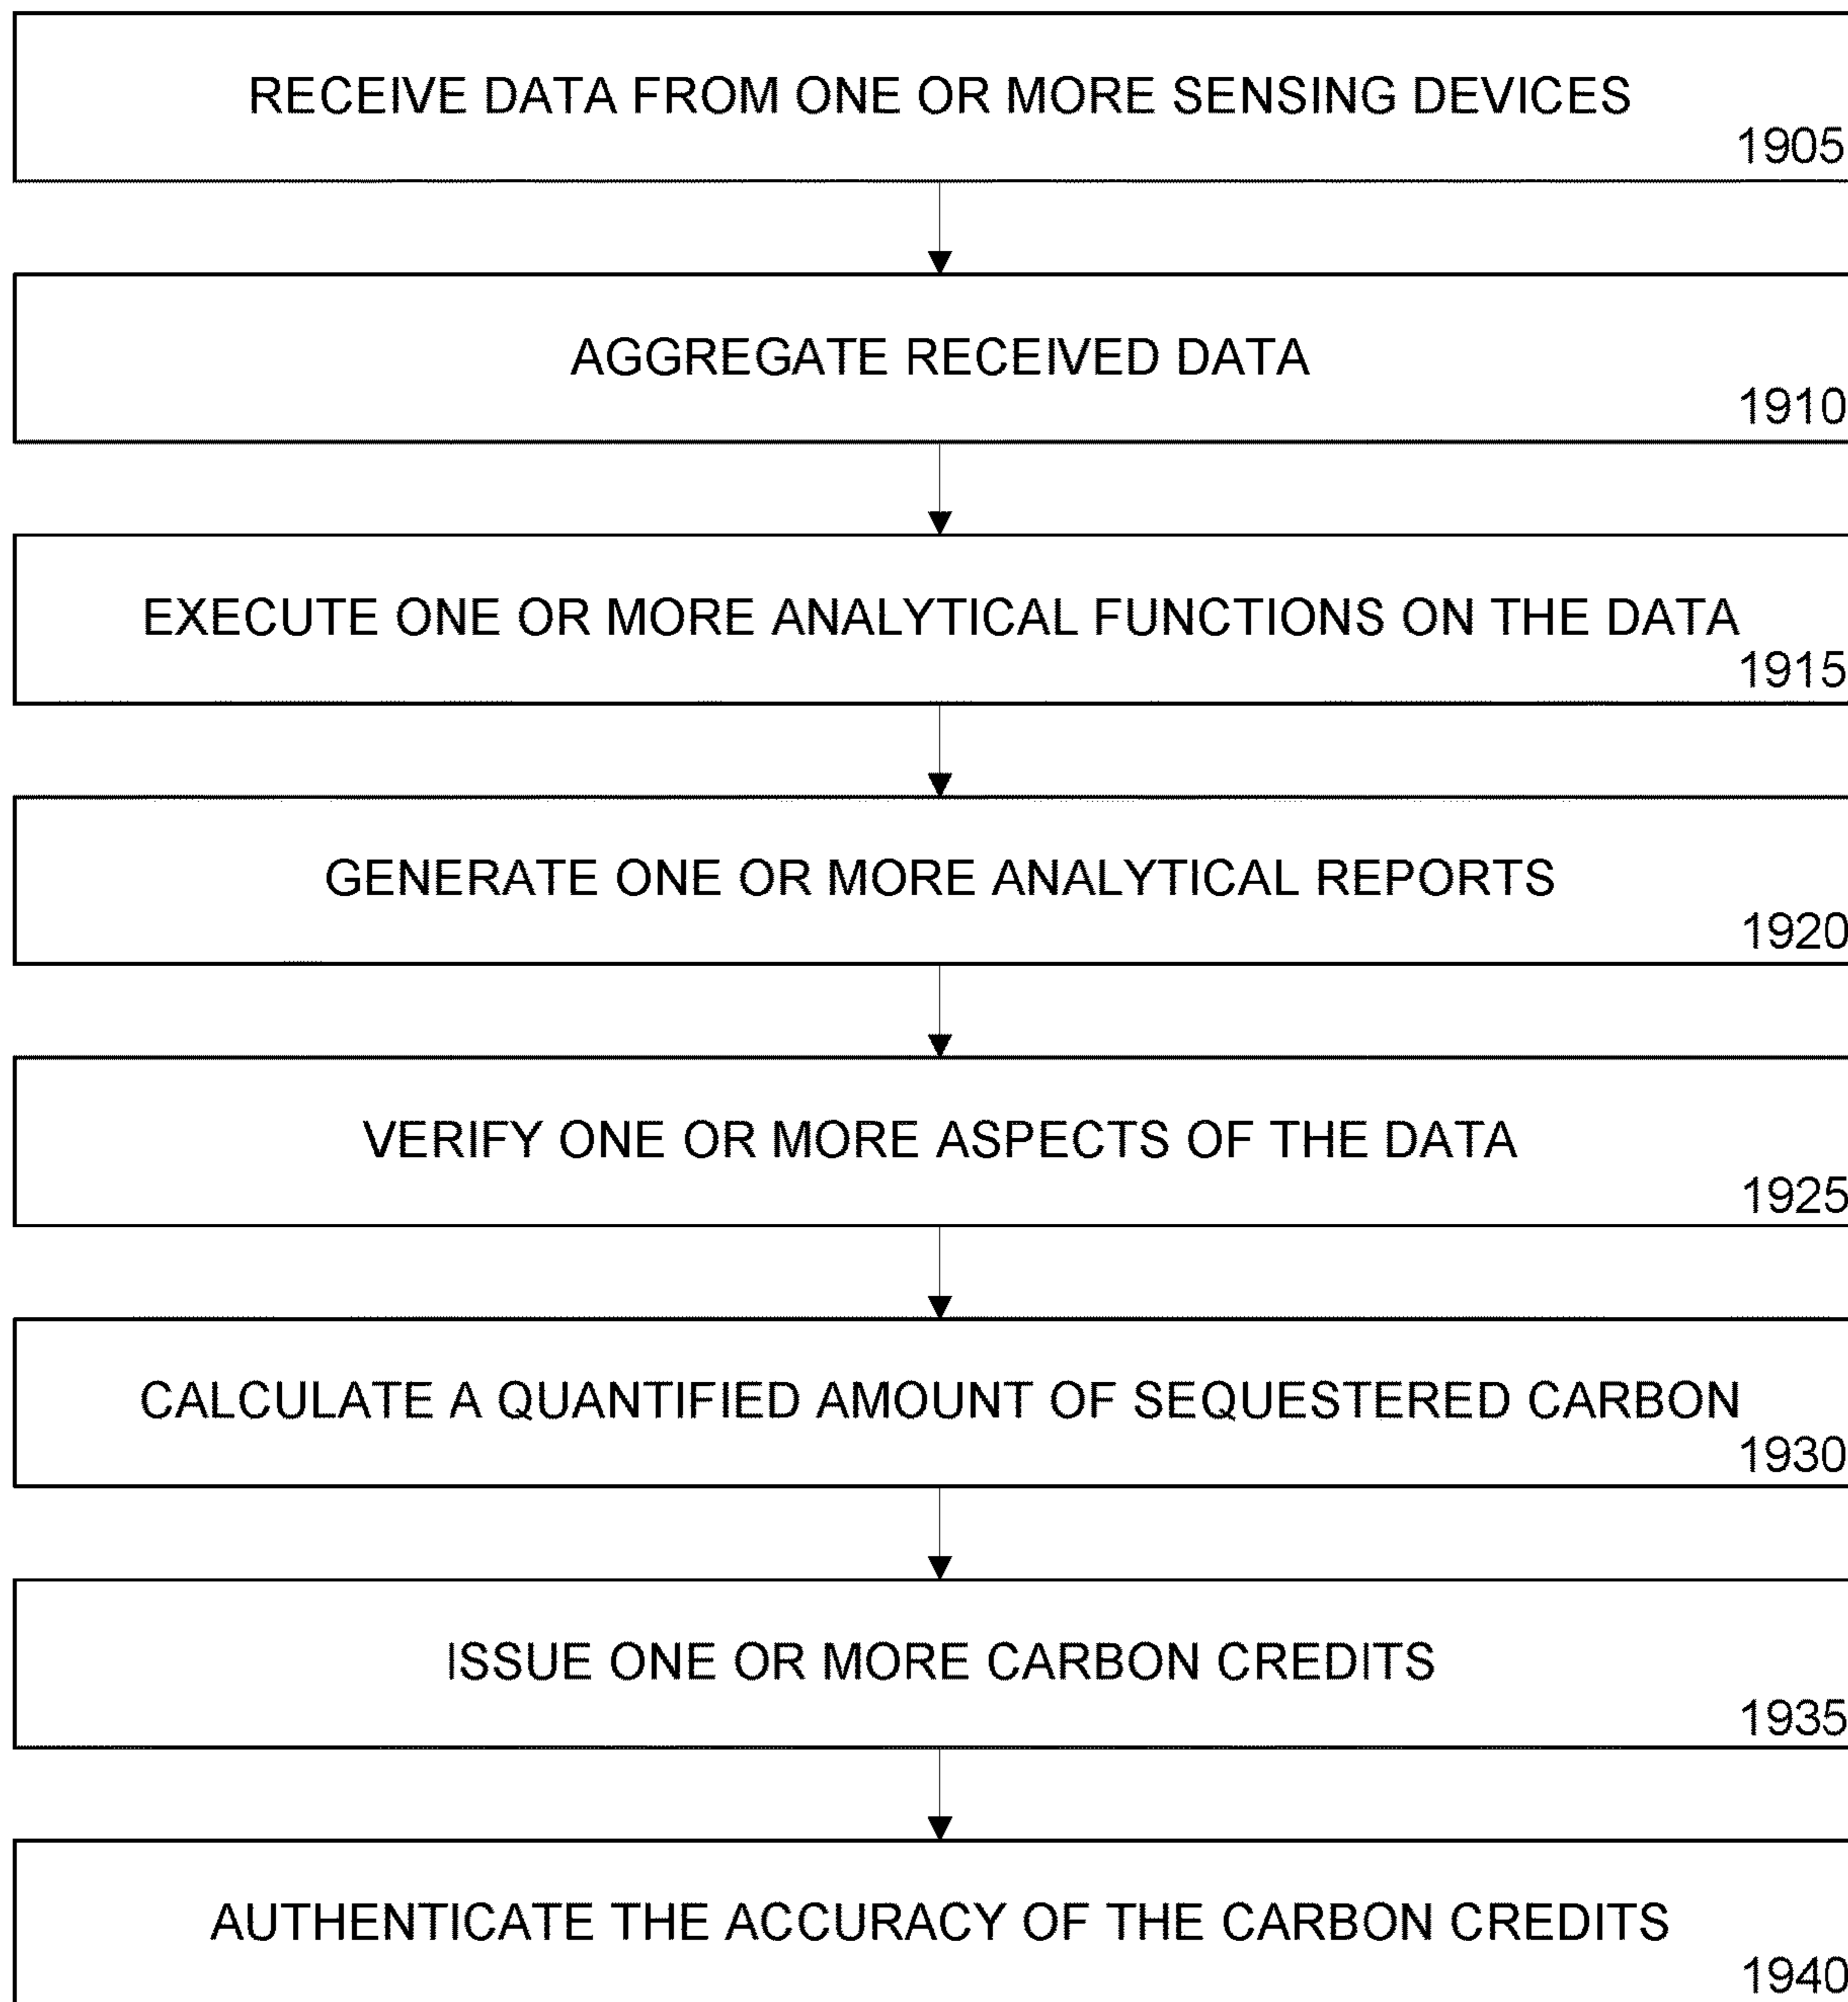 RECEIVE DATA FROM ONE OR MORE SENSING DEVICES
1905
AGGREGATE RECEIVED DATA
1910
EXECUTE ONE OR MORE ANALYTICAL FUNCTIONS ON THE DATA
1915
GENERATE ONE OR MORE ANALYTICAL REPORTS
1920
VERIFY ONE OR MORE ASPECTS OF THE DATA
1925
CALCULATE A QUANTIFIED AMOUNT OF SEQUESTERED CARBON
1930
ISSUE ONE OR MORE CARBON CREDITS
1935
AUTHENTICATE THE ACCURACY OF THE CARBON CREDITS
1940